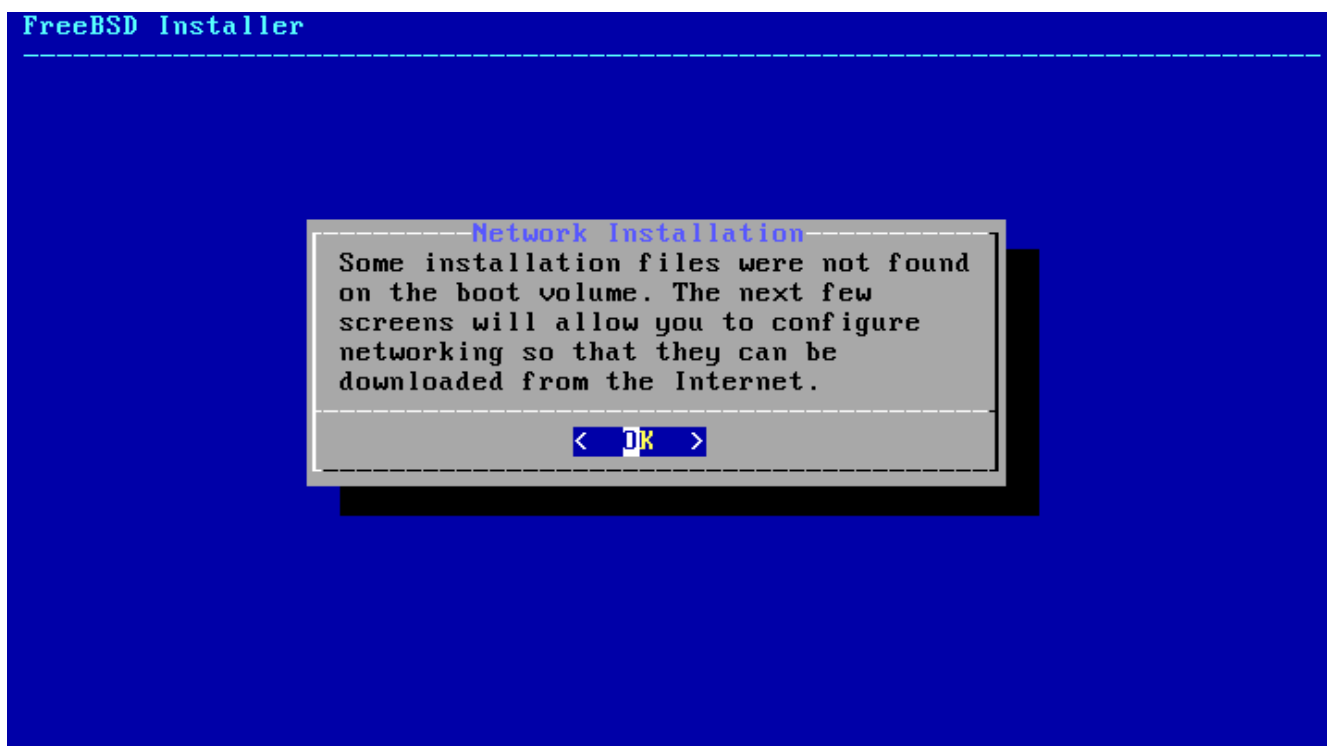 FreeBSD Installer
Network Installation
Some installation files were not found
on the boot volume. The next few
screens will allow you to configure
networking so that they can be
downloaded from the Internet.
< OK >